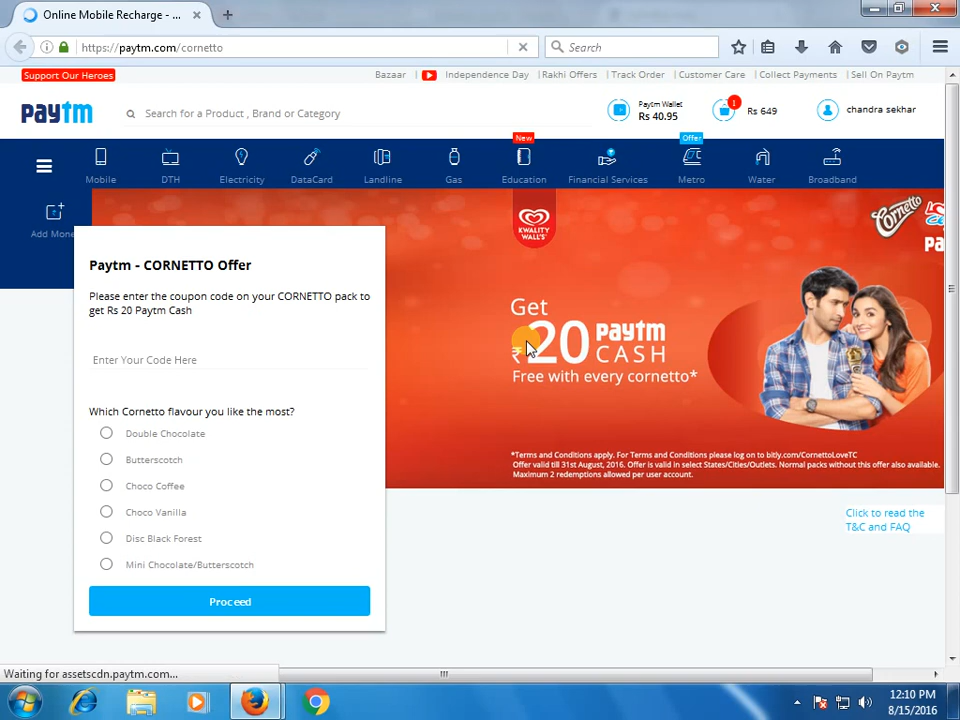 Online Mobile Recharge - ...
https://paytm.com/cornetto
Search
Support Our Heroes
Bazaar | Independence Day | Rakhi Offers | Track Order | Customer Care | Collect Payments | Sell On Paytm
paytm
Search for a Product , Brand or Category
Paytm Wallet
Rs 40.95
1
Rs 649
chandra sekhar
New
Offer
Mobile
DTH
Electricity
DataCard
Landline
Gas
Education
Financial Services
Metro
Water
Broadband
Add Mone
KWALITY
WALL'S
Cornetto
Pa
Paytm - CORNETTO Offer
Please enter the coupon code on your CORNETTO pack to
get Rs 20 Paytm Cash
Enter Your Code Here
Which Cornetto flavour you like the most?
Double Chocolate
Butterscotch
Choco Coffee
Choco Vanilla
Disc Black Forest
Mini Chocolate/Butterscotch
Proceed
Get
₹20 paytm
CASH
Free with every cornetto*
*Terms and Conditions apply. For Terms and Conditions please log on to bitly.com/CornettoLoveTC
Offer valid till 31st August, 2016. Offer is valid in select States/Cities/Outlets. Normal packs without this offer also available.
Maximum 2 redemptions allowed per user account.
Click to read the
T&C and FAQ
Waiting for assetscdn.paytm.com...
12:10 PM
8/15/2016